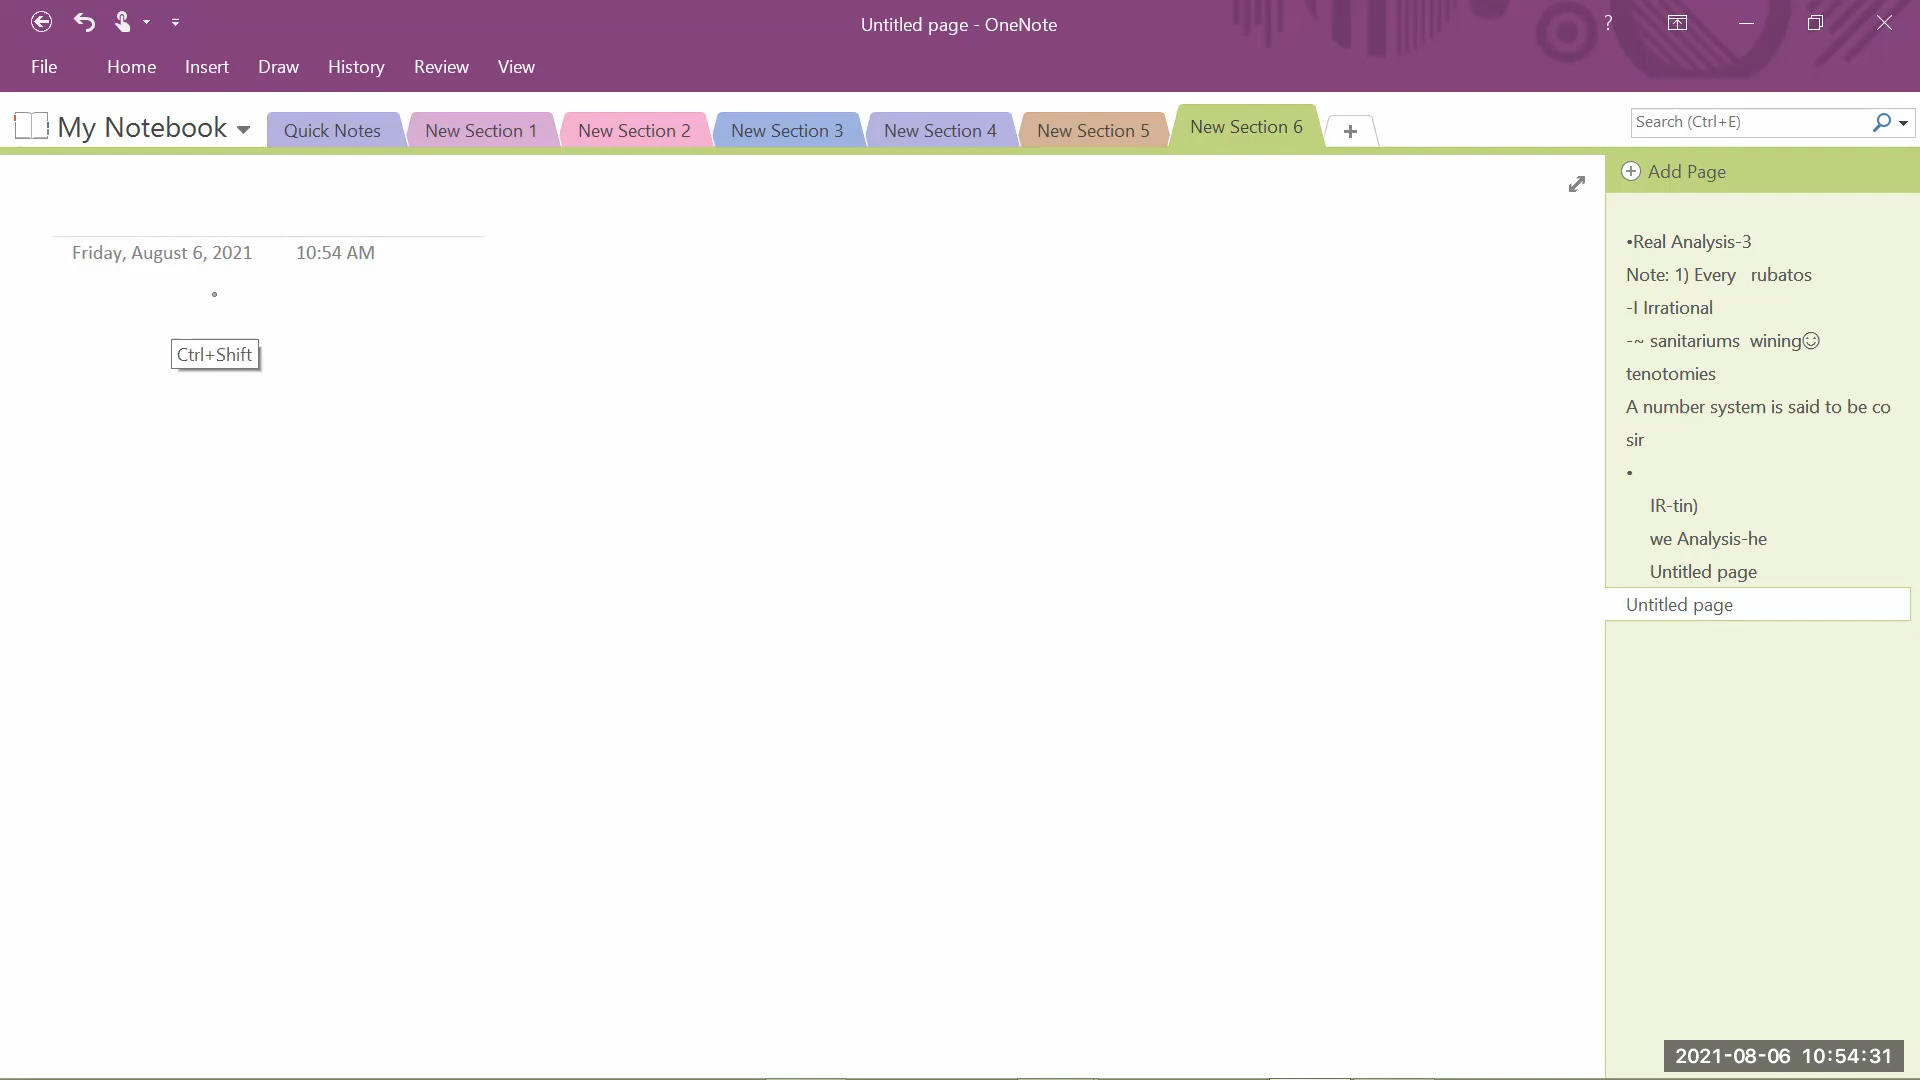 Untitled page - OneNote
?
File Home Insert Draw History Review View
My Notebook Quick Notes New Section 1 New Section 2 New Section 3 New Section 4 New Section 5 New Section 6 + Search (Ctrl+E)
Add Page
Friday, August 6, 2021 10:54 AM
Ctrl+Shift
•Real Analysis-3
Note: 1) Every rubatos
-I Irrational
-~ sanitariums wining☺
tenotomies
A number system is said to be co
sir
•
IR-tin)
we Analysis-he
Untitled page
Untitled page
2021-08-06 10:54:31